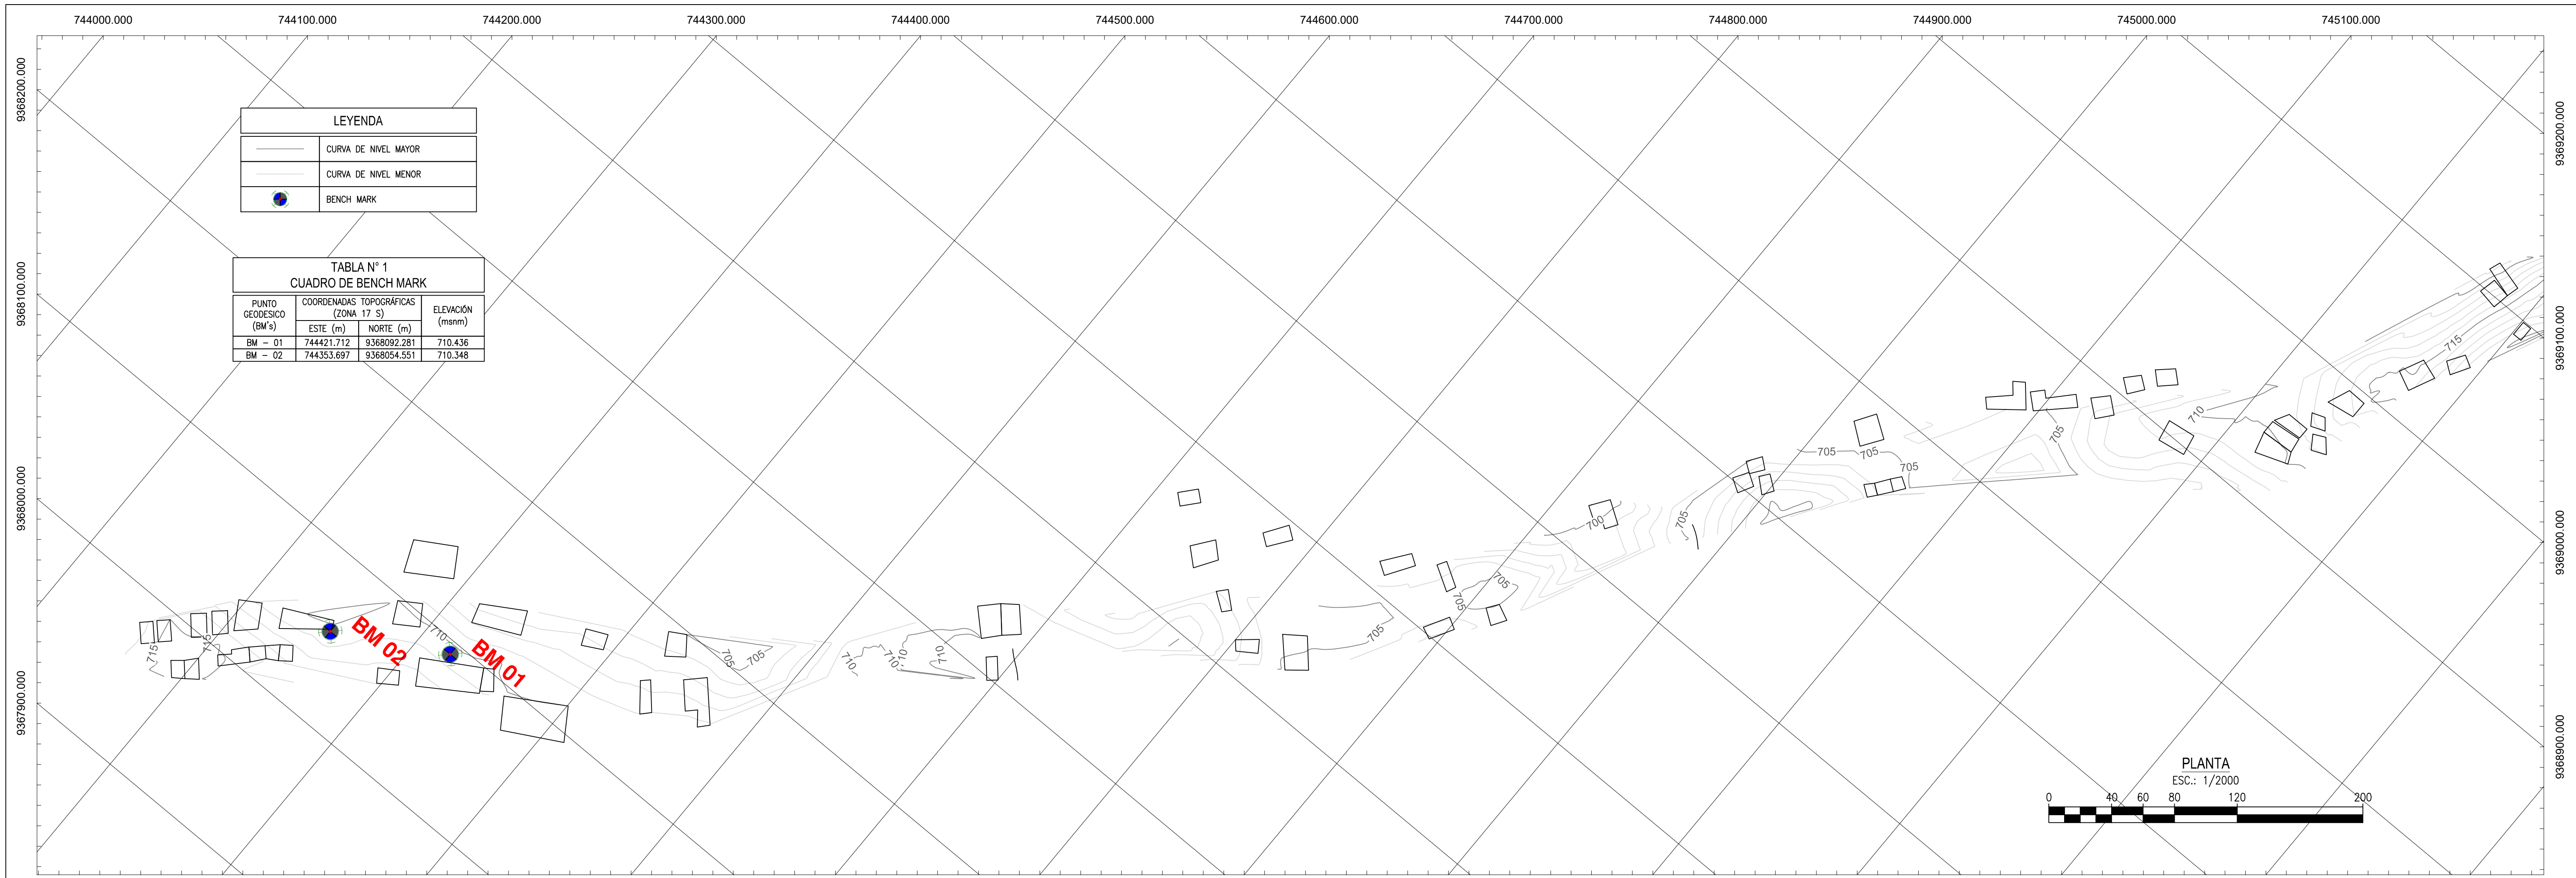 744000.000 744100.000 744200.000 744300.000 744400.000 744500.000 744600.000 744700.000 744800.000 744900.000 745000.000 745100.000
9368200.000
9368100.000
9368000.000
9367900.000
9369200.000
9369100.000
9369000.000
9368900.000
LEYENDA
CURVA DE NIVEL MAYOR
CURVA DE NIVEL MENOR
BENCH MARK
TABLA N° 1
CUADRO DE BENCH MARK
PUNTO GEODESICO (BM's) COORDENADAS TOPOGRÁFICAS (ZONA 17 S) ELEVACIÓN (msnm)
ESTE (m) NORTE (m)
BM - 01 744421.712 9368092.281 710.436
BM - 02 744353.697 9368054.551 710.348
715
715
BM 02
710
BM 01
705
705
710
710
710
710
705
705
705
700
705
705
705
705
705
710
715
PLANTA
ESC.: 1/2000
0 40 60 80 120 200